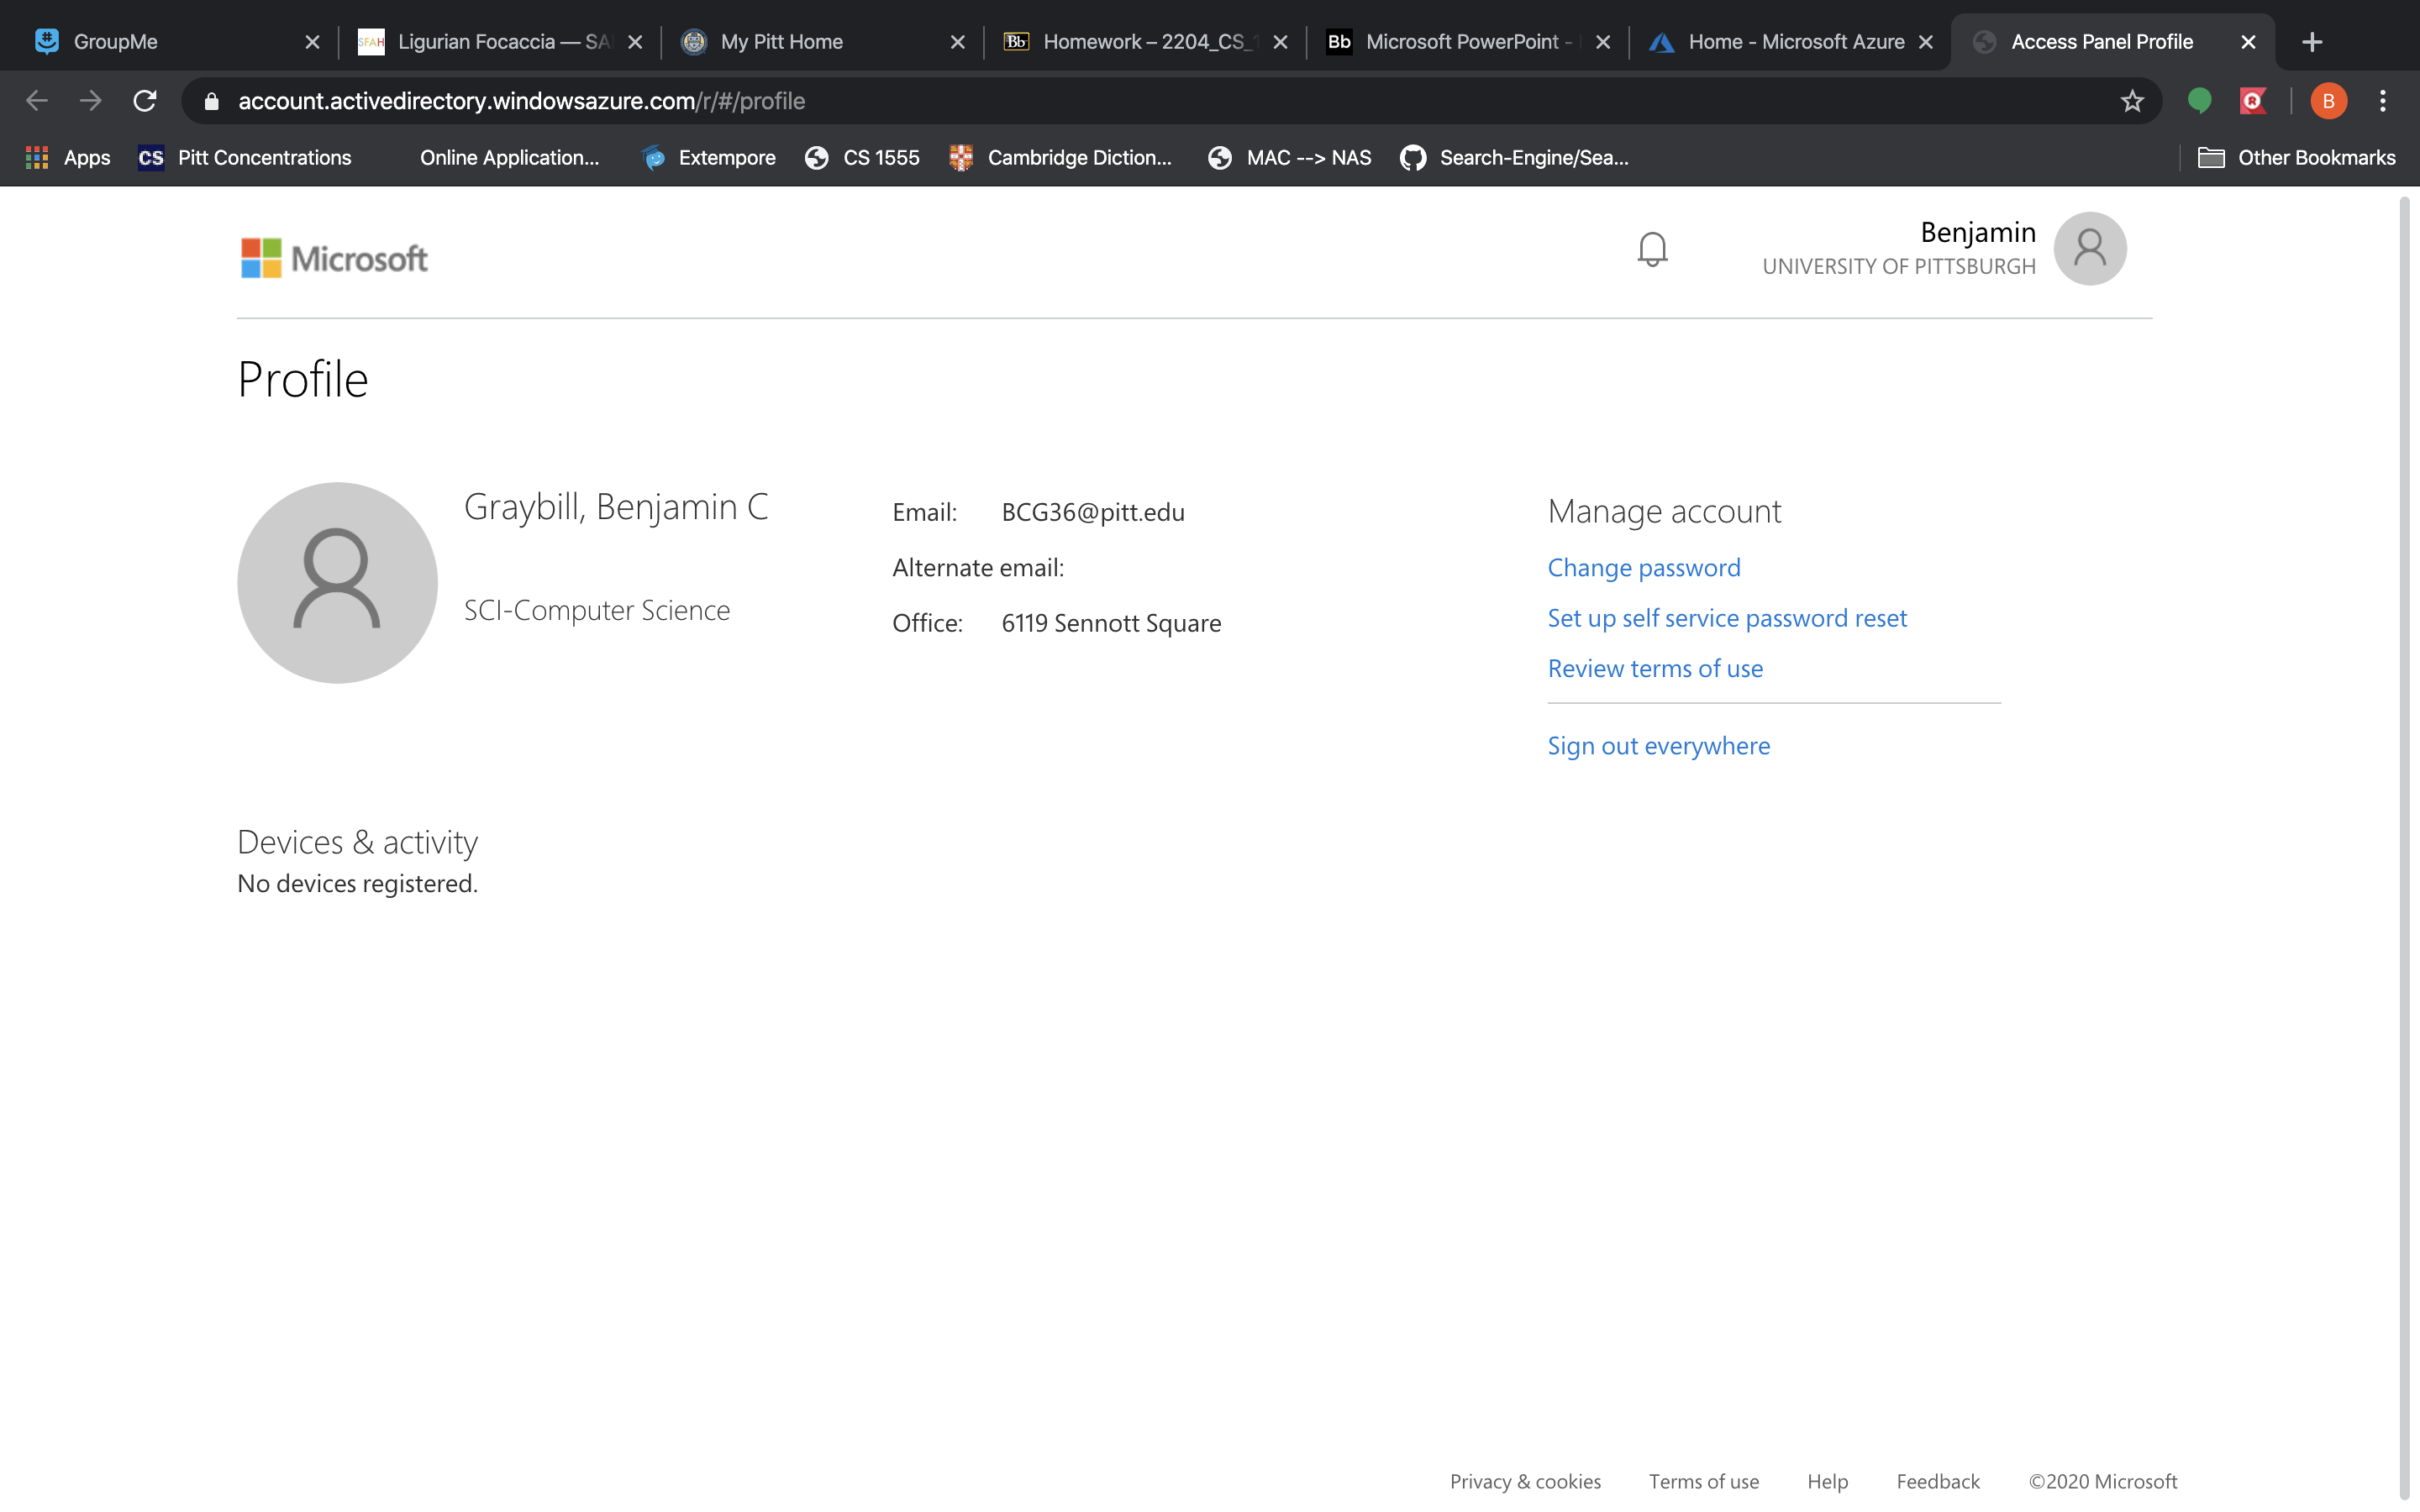 GroupMe
Ligurian Focaccia — SA
My Pitt Home
Homework – 2204_CS_1
Microsoft PowerPoint -
Home - Microsoft Azure
Access Panel Profile
account.activedirectory.windowsazure.com/r/#/profile
B
Apps
CS Pitt Concentrations
Online Application...
Extempore
CS 1555
Cambridge Diction...
MAC --> NAS
Search-Engine/Sea...
Other Bookmarks
Microsoft
Benjamin
UNIVERSITY OF PITTSBURGH
Profile
Graybill, Benjamin C
SCI-Computer Science
Email: BCG36@pitt.edu
Alternate email:
Office: 6119 Sennott Square
Manage account
Change password
Set up self service password reset
Review terms of use
Sign out everywhere
Devices & activity
No devices registered.
Privacy & cookies
Terms of use
Help
Feedback
©2020 Microsoft